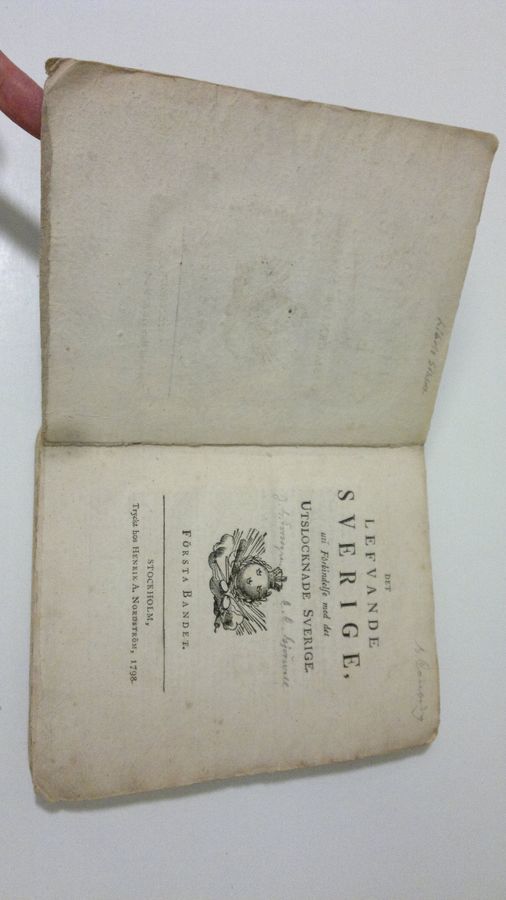 DET
LEFVANDE
SVERIGE,
uti Förbindelse med det
UTSLOCKNADE SVERIGE.
FÖRSTA BANDET.
STOCKHOLM,
Tryckt hos HENRIK A. NORDSTRÖM, 1798.